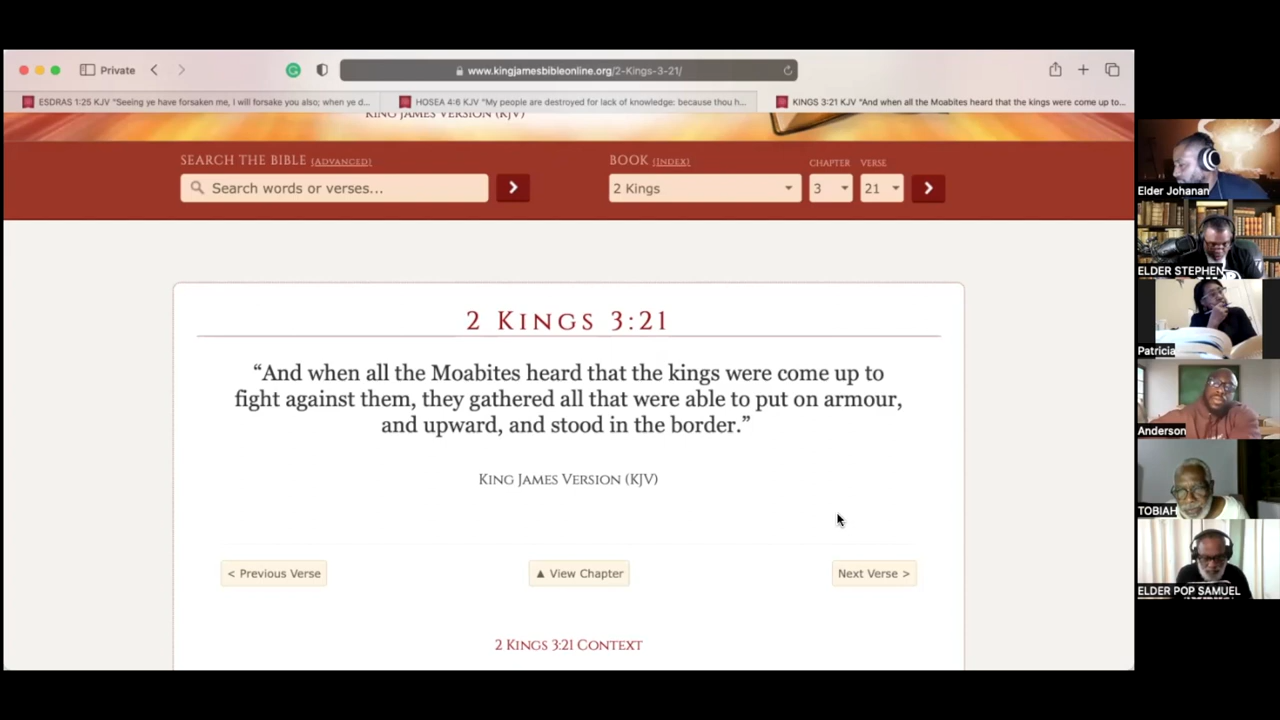 Private
www.kingjamesbibleonline.org/2-Kings-3-21/
ESDRAS 1:25 KJV "Seeing ye have forsaken me, I will forsake you also; when ye d...
HOSEA 4:6 KJV "My people are destroyed for lack of knowledge: because thou h...
KINGS 3:21 KJV "And when all the Moabites heard that the kings were come up to...
KING JAMES VERSION (KJV)
SEARCH THE BIBLE (ADVANCED)
BOOK (INDEX)
CHAPTER
VERSE
Search words or verses...
2 Kings
3
21
2 KINGS 3:21
“And when all the Moabites heard that the kings were come up to
fight against them, they gathered all that were able to put on armour,
and upward, and stood in the border.”
KING JAMES VERSION (KJV)
< Previous Verse
▲ View Chapter
Next Verse >
2 KINGS 3:21 CONTEXT
Elder Johanan
ELDER STEPHEN
Patricia
Anderson
TOBIAH
ELDER POP SAMUEL